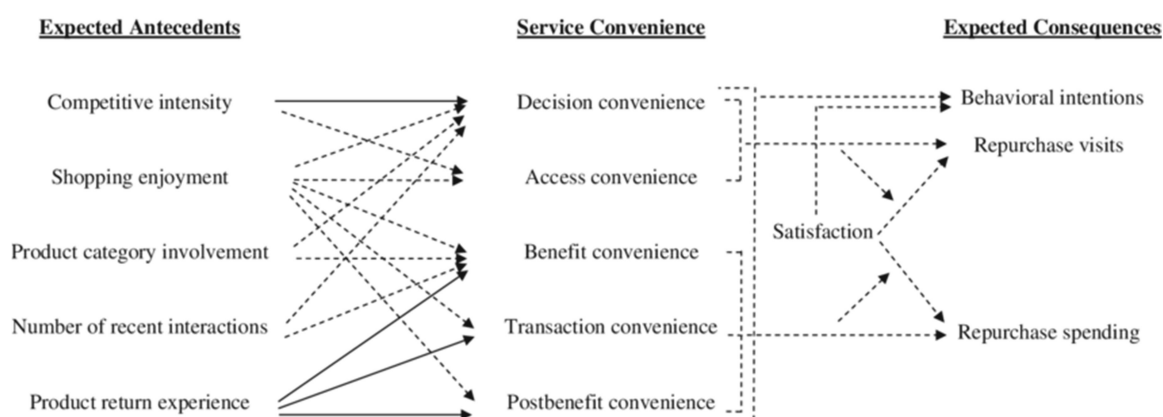 Expected Antecedents
Service Convenience
Expected Consequences
Competitive intensity
Decision convenience
Behavioral intentions
Repurchase visits
Shopping enjoyment
Access convenience
Satisfaction
Product category involvement
Benefit convenience
Number of recent interactions
Transaction convenience
Repurchase spending
Product return experience
Postbenefit convenience